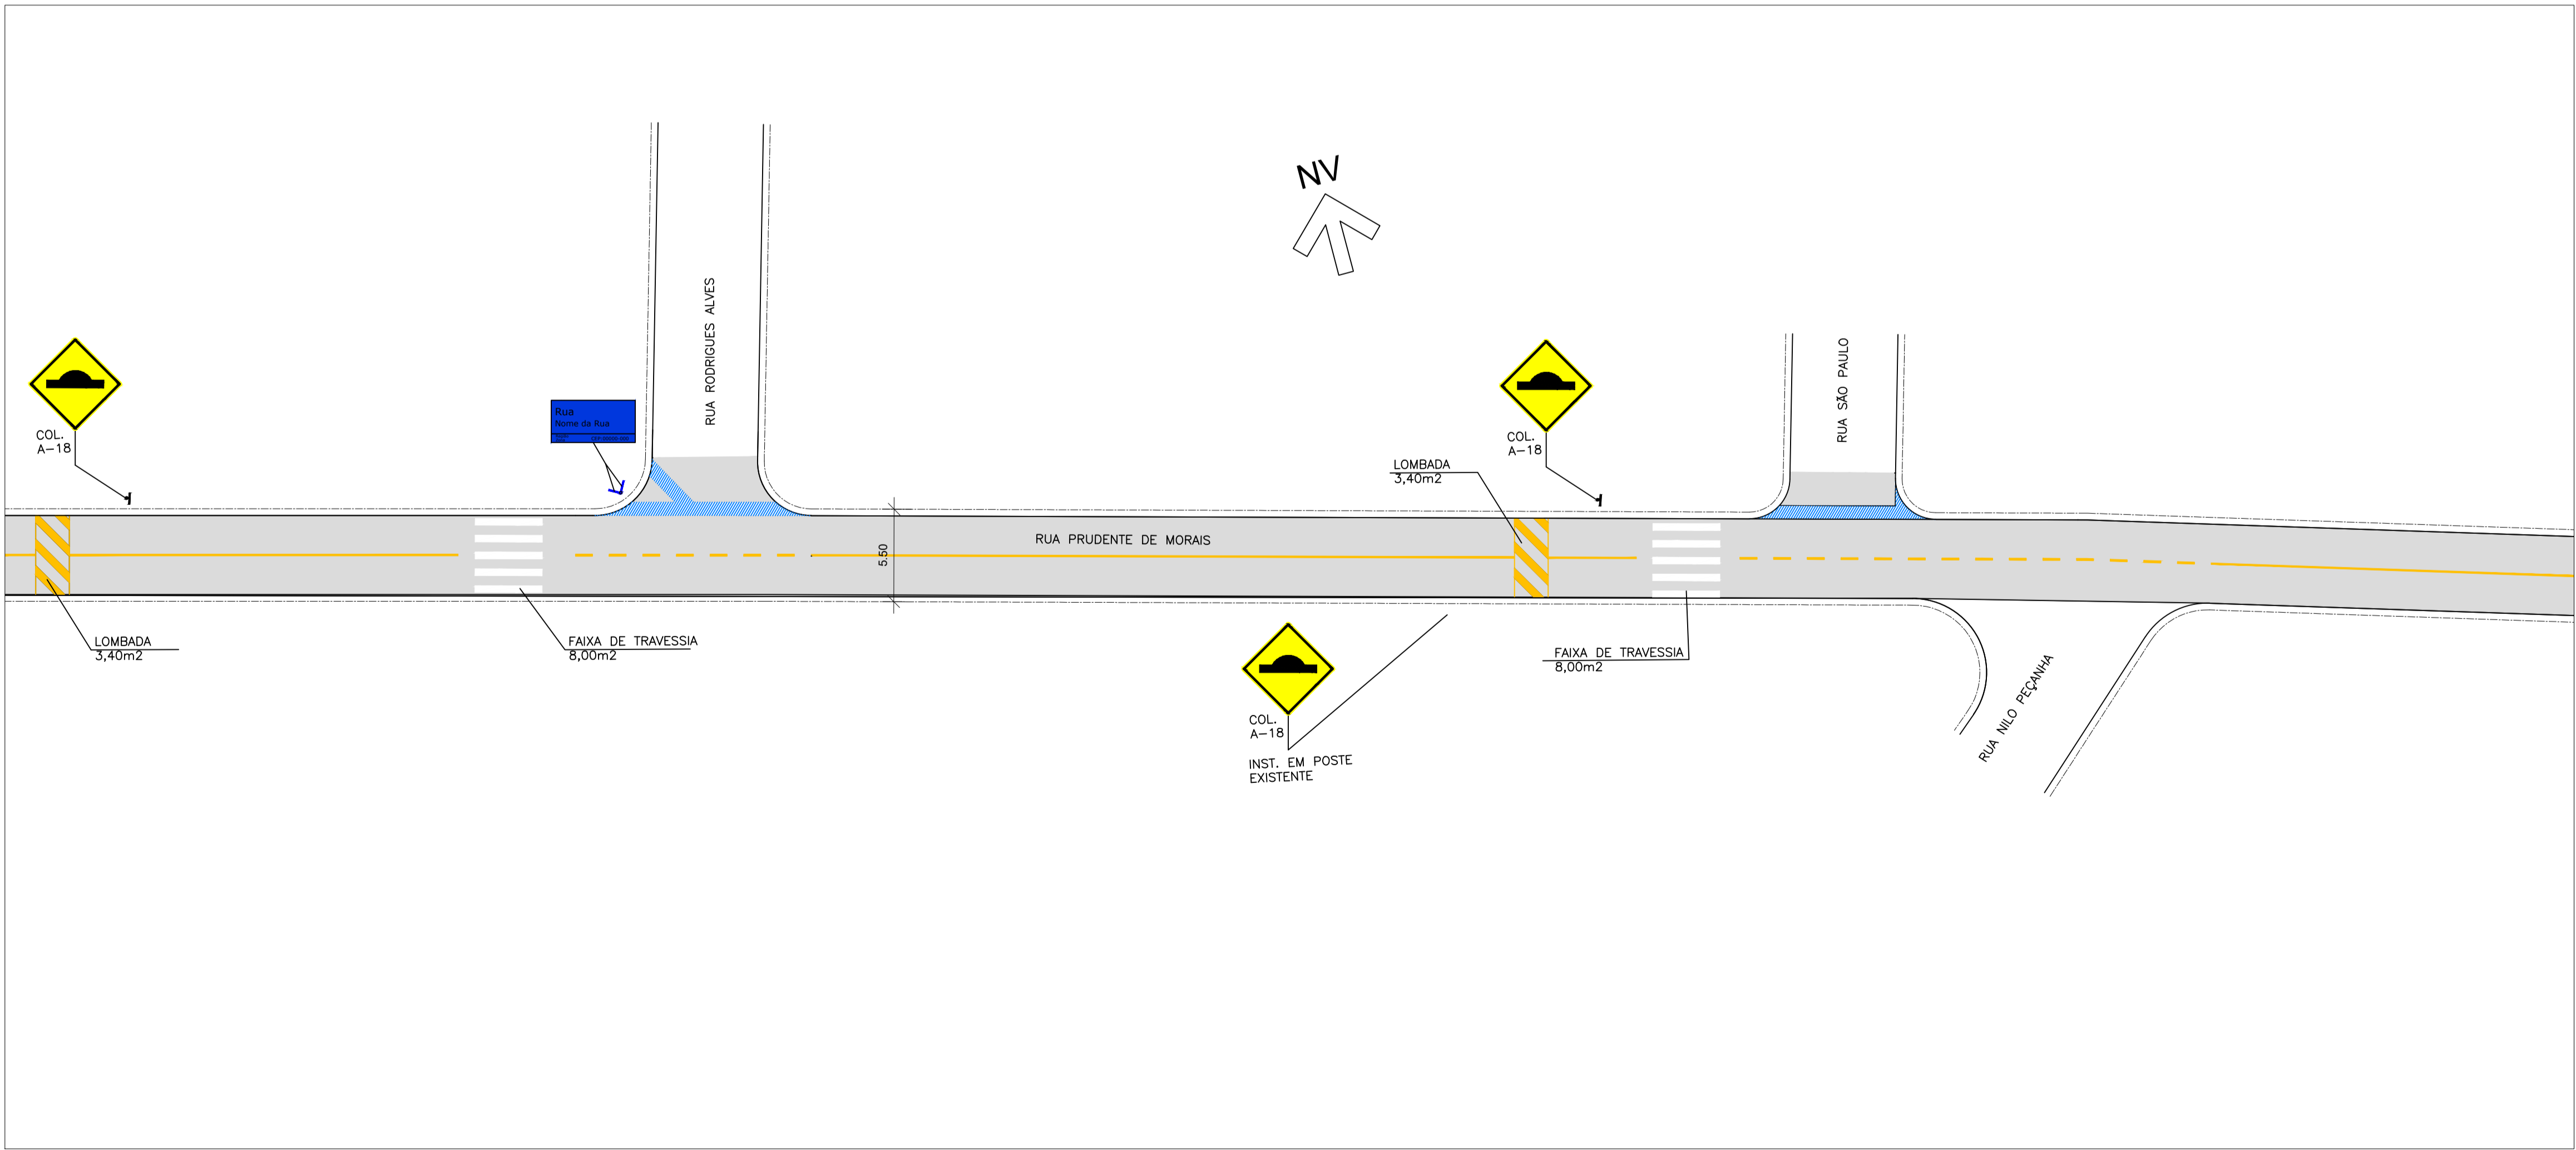 NV
RUA RODRIGUES ALVES
RUA SÃO PAULO
COL.
A-18
Rua
Nome da Rua
COL.
A-18
LOMBADA
3,40m2
RUA PRUDENTE DE MORAIS
5.50
LOMBADA
3,40m2
FAIXA DE TRAVESSIA
8,00m2
FAIXA DE TRAVESSIA
8,00m2
COL.
A-18
INST. EM POSTE
EXISTENTE
RUA NILO PEÇANHA